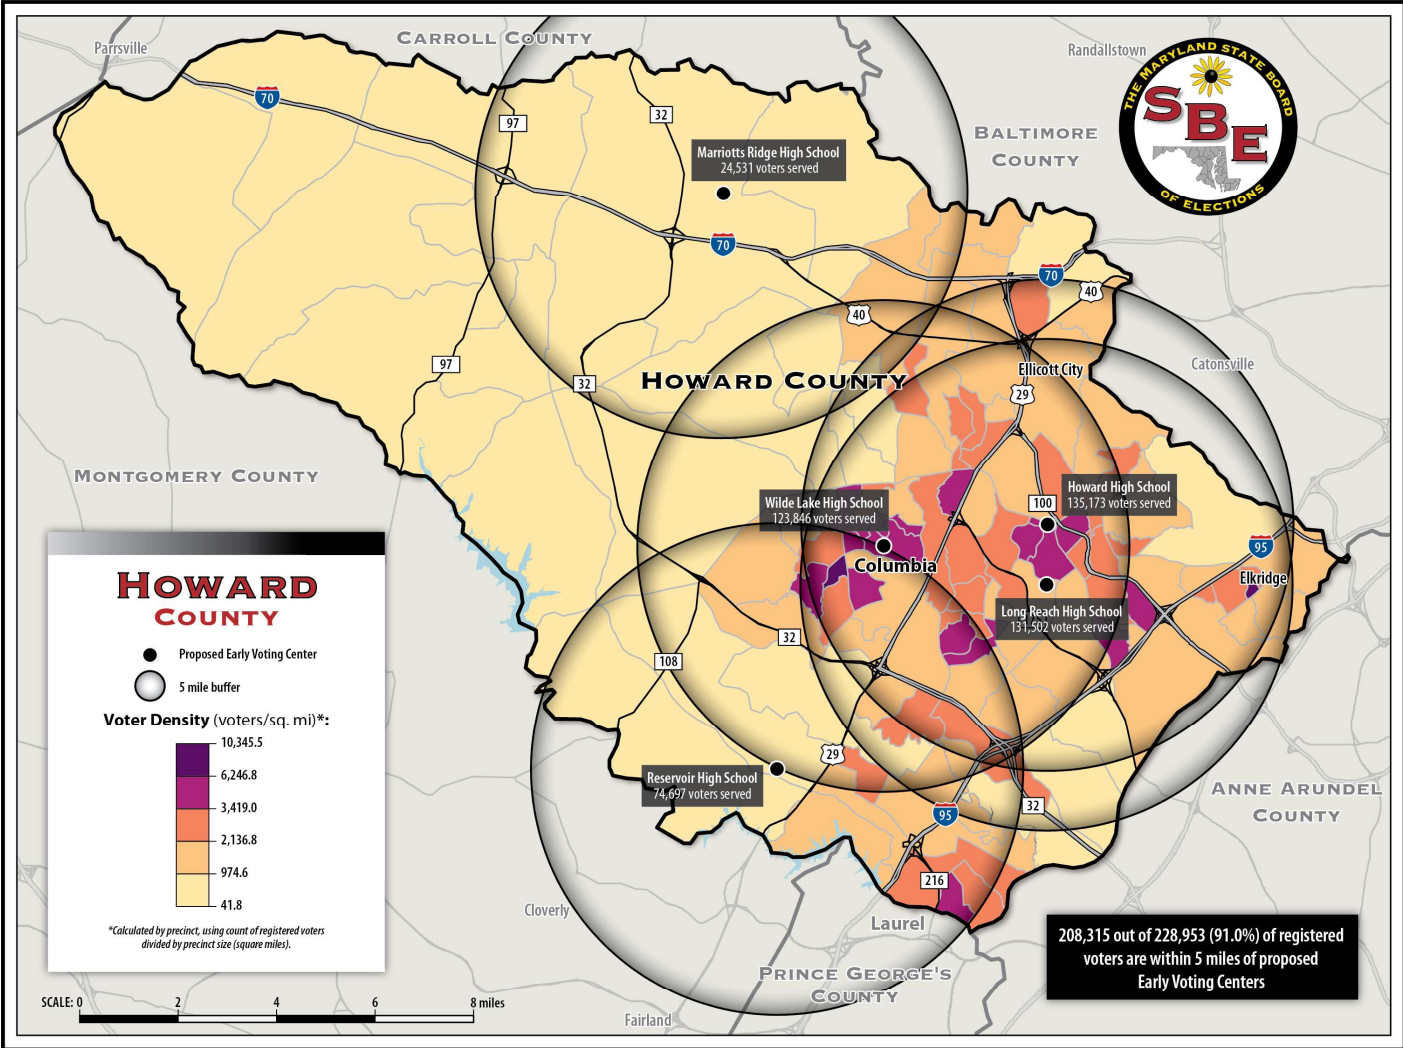 Parrsville
CARROLL COUNTY
Randallstown
THE MARYLAND STATE BOARD
SBE
OF ELECTIONS
70
97
32
BALTIMORE
COUNTY
Marriotts Ridge High School
24,531 voters served
70
70
40
40
97
32
HOWARD COUNTY
Ellicott City
29
Catonsville
MONTGOMERY COUNTY
Wilde Lake High School
123,846 voters served
Howard High School
135,173 voters served
100
95
Columbia
Elkridge
Long Reach High School
131,502 voters served
32
108
29
Reservoir High School
74,697 voters served
95
32
ANNE ARUNDEL
COUNTY
216
Laurel
Cloverly
PRINCE GEORGE'S
COUNTY
Fairland
HOWARD
COUNTY
Proposed Early Voting Center
5 mile buffer
Voter Density (voters/sq. mi)*:
10,345.5
6,246.8
3,419.0
2,136.8
974.6
41.8
*Calculated by precinct, using count of registered voters
divided by precinct size (square miles).
SCALE: 0 2 4 6 8 miles
208,315 out of 228,953 (91.0%) of registered
voters are within 5 miles of proposed
Early Voting Centers